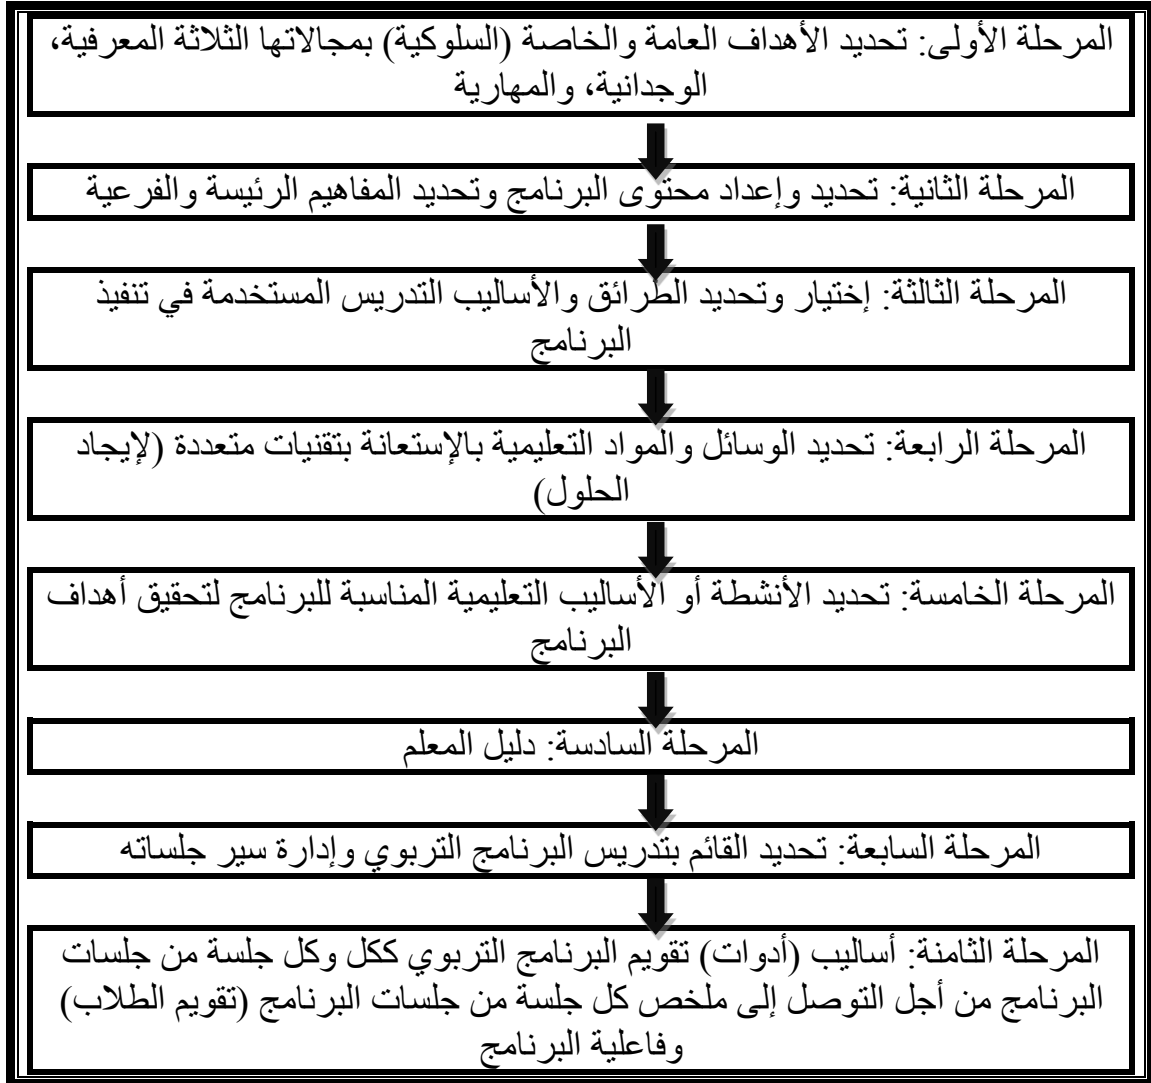 المرحلة الأولى: تحديد الأهداف العامة والخاصة (السلوكية) بمجالاتها الثلاثة المعرفية،
الوجدانية، والمهارية
المرحلة الثانية: تحديد وإعداد محتوى البرنامج وتحديد المفاهيم الرئيسة والفرعية
المرحلة الثالثة: إختيار وتحديد الطرائق والأساليب التدريس المستخدمة في تنفيذ
البرنامج
المرحلة الرابعة: تحديد الوسائل والمواد التعليمية بالإستعانة بتقنيات متعددة (لإيجاد
الحلول)
المرحلة الخامسة: تحديد الأنشطة أو الأساليب التعليمية المناسبة للبرنامج لتحقيق أهداف
البرنامج
المرحلة السادسة: دليل المعلم
المرحلة السابعة: تحديد القائم بتدريس البرنامج التربوي وإدارة سير جلساته
المرحلة الثامنة: أساليب (أدوات) تقويم البرنامج التربوي ككل وكل جلسة من جلسات
البرنامج من أجل التوصل إلى ملخص كل جلسة من جلسات البرنامج (تقويم الطلاب)
وفاعلية البرنامج